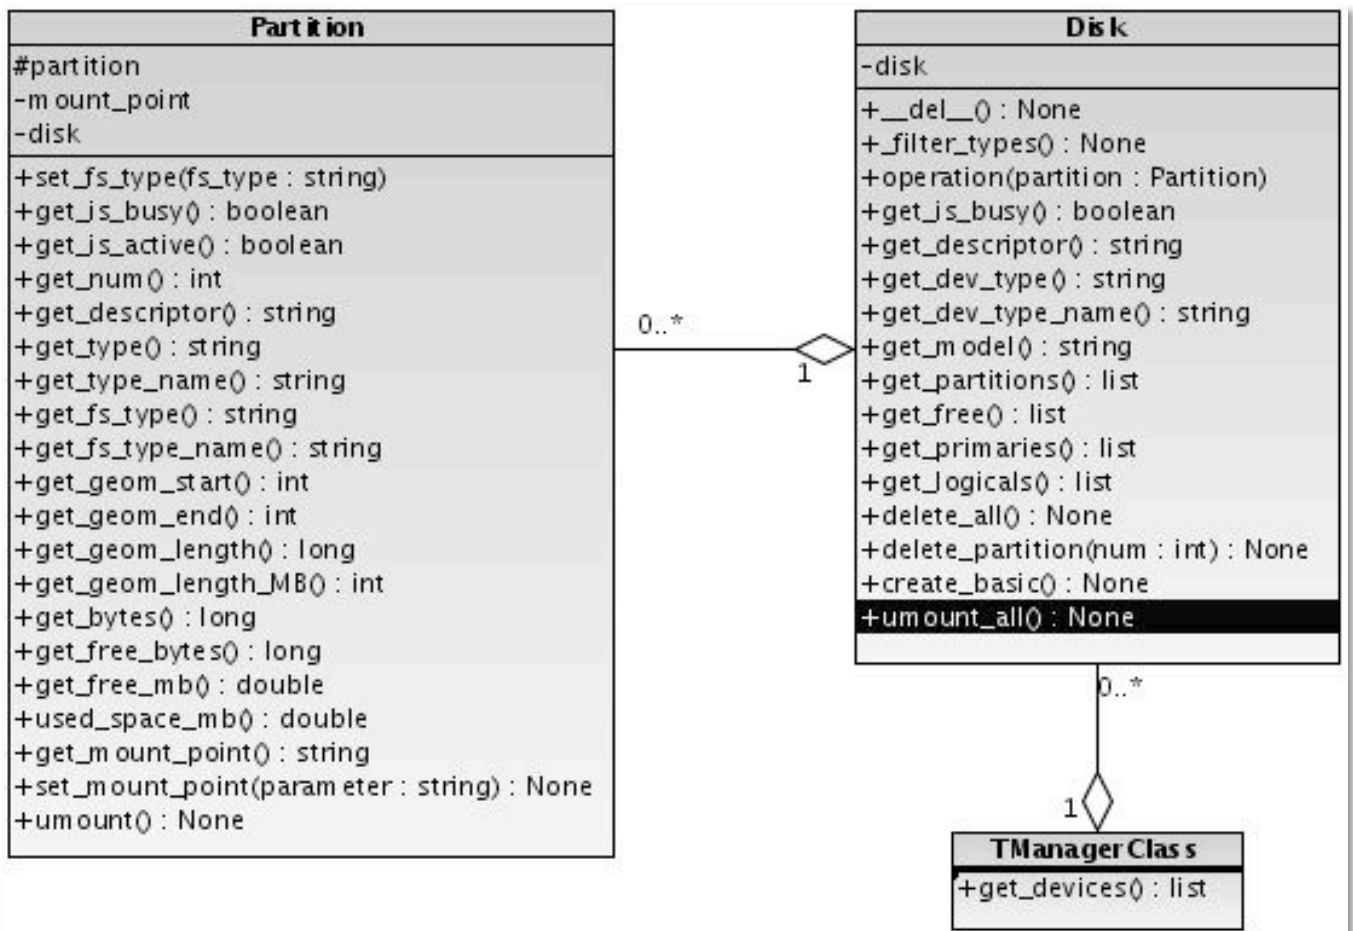 Partition
#partition
-mount_point
-disk
+set_fs_type(fs_type : string)
+get_is_busy() : boolean
+get_is_active() : boolean
+get_num() : int
+get_descriptor() : string
+get_type() : string
+get_type_name() : string
+get_fs_type() : string
+get_fs_type_name() : string
+get_geom_start() : int
+get_geom_end() : int
+get_geom_length() : long
+get_geom_length_MB() : int
+get_bytes() : long
+get_free_bytes() : long
+get_free_mb() : double
+used_space_mb() : double
+get_mount_point() : string
+set_mount_point(parameter : string) : None
+umount() : None
0..*
1
Disk
-disk
+__del__() : None
+_filter_types() : None
+operation(partition : Partition)
+get_is_busy() : boolean
+get_descriptor() : string
+get_dev_type() : string
+get_dev_type_name() : string
+get_model() : string
+get_partitions() : list
+get_free() : list
+get_primaries() : list
+get_logicals() : list
+delete_all() : None
+delete_partition(num : int) : None
+create_basic() : None
+umount_all() : None
0..*
1
TManagerClass
+get_devices() : list